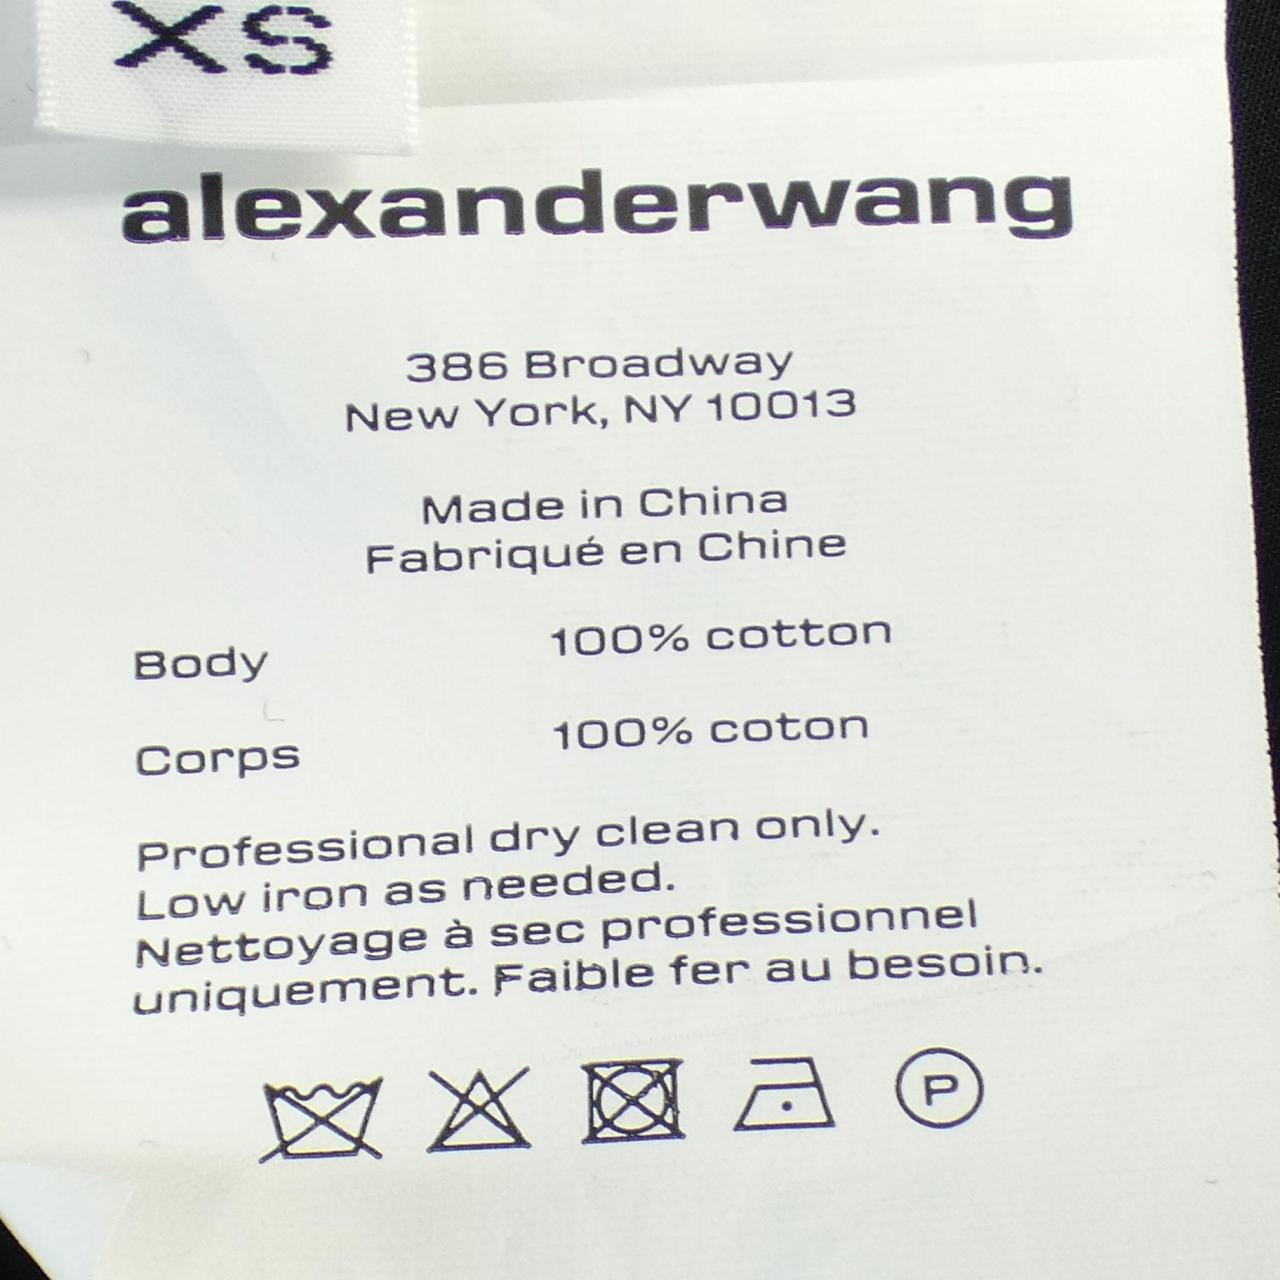 XS
alexanderwang
386 Broadway
New York, NY 10013
Made in China
Fabriqué en Chine
Body 100% cotton
Corps 100% coton
Professional dry clean only.
Low iron as needed.
Nettoyage à sec professionnel
uniquement. Faible fer au besoin.
P